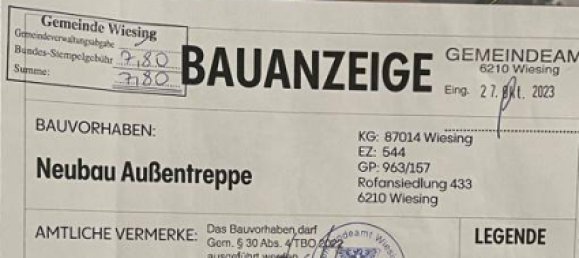 Gemeinde Wiesing
Gemeindeverwaltungsabgabe
Bundes-Stempelgebühr 7,80
Summe: 7,80
BAUANZEIGE
GEMEINDEAM
6210 Wiesing
Eing. 27. Okt. 2023
BAUVORHABEN:
Neubau Außentreppe
KG: 87014 Wiesing
EZ: 544
GP: 963/157
Rofansiedlung 433
6210 Wiesing
AMTLICHE VERMERKE:
Das Bauvorhaben darf
Gem. § 30 Abs. 4 TBO 2022
ausgeführt werden
LEGENDE